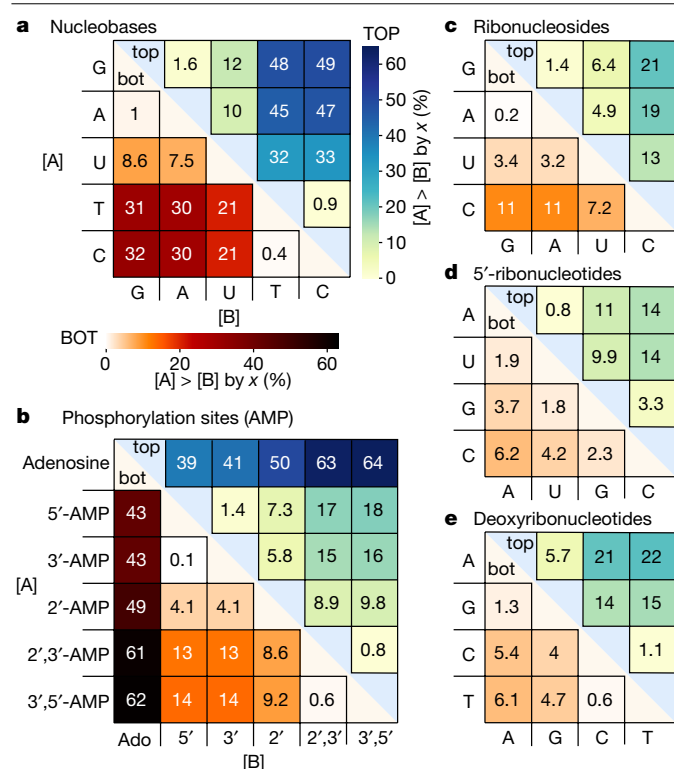 a Nucleobases
top
bot
G 1.6 12 48 49
A 1 10 45 47
[A]
U 8.6 7.5 32 33
T 31 30 21 0.9
C 32 30 21 0.4
G A U T C
[B]
TOP
60
50
40
30
20
10
0
[A] > [B] by x (%)
BOT
0 20 40 60
[A] > [B] by x (%)
b Phosphorylation sites (AMP)
top
bot
Adenosine 39 41 50 63 64
5′-AMP 43 1.4 7.3 17 18
3′-AMP 43 0.1 5.8 15 16
[A]
2′-AMP 49 4.1 4.1 8.9 9.8
2′,3′-AMP 61 13 13 8.6 0.8
3′,5′-AMP 62 14 14 9.2 0.6
Ado 5′ 3′ 2′ 2′,3′ 3′,5′
[B]
c Ribonucleosides
top
bot
G 1.4 6.4 21
A 0.2 4.9 19
U 3.4 3.2 13
C 11 11 7.2
G A U C
d 5′-ribonucleotides
top
bot
A 0.8 11 14
U 1.9 9.9 14
G 3.7 1.8 3.3
C 6.2 4.2 2.3
A U G C
e Deoxyribonucleotides
top
bot
A 5.7 21 22
G 1.3 14 15
C 5.4 4 1.1
T 6.1 4.7 0.6
A G C T